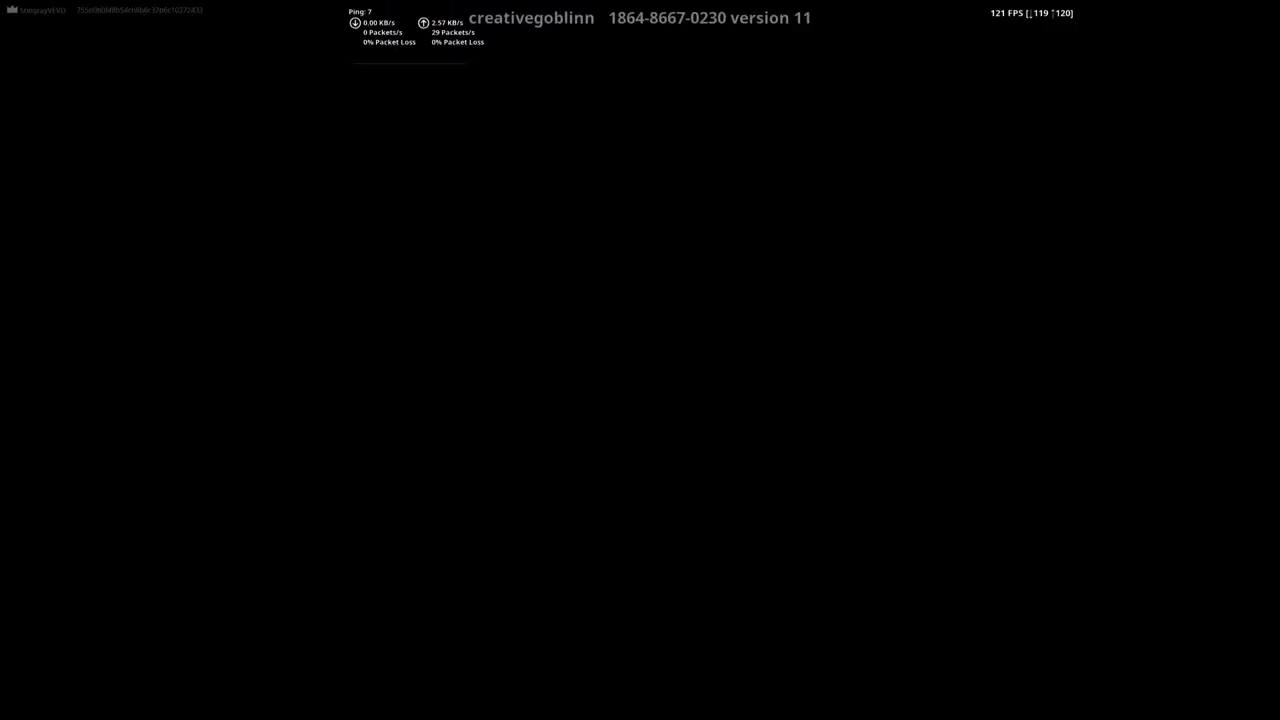 Ping: 7
0.00 KB/s 2.57 KB/s
0 Packets/s 29 Packets/s
0% Packet Loss 0% Packet Loss
creativegoblinn 1864-8667-0230 version 11
121 FPS [↓119 ↑120]